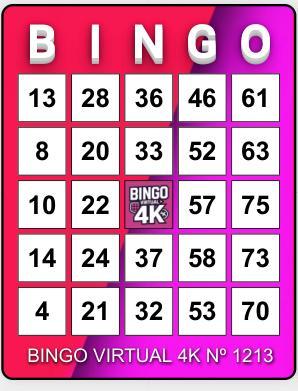 B I N G O
13 28 36 46 61
8 20 33 52 63
10 22 BINGO VIRTUAL 4K 57 75
14 24 37 58 73
4 21 32 53 70
BINGO VIRTUAL 4K Nº 1213